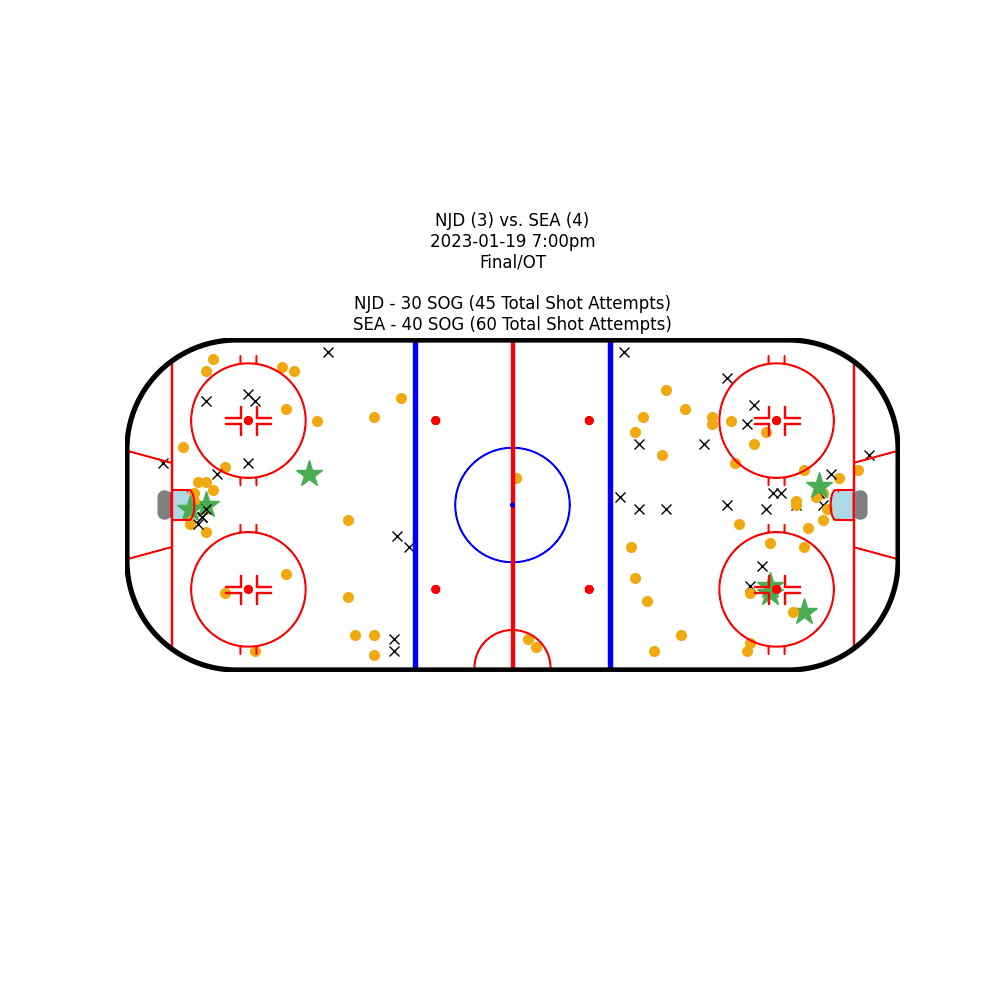 NJD (3) vs. SEA (4)
2023-01-19 7:00pm
Final/OT
NJD - 30 SOG (45 Total Shot Attempts)
SEA - 40 SOG (60 Total Shot Attempts)